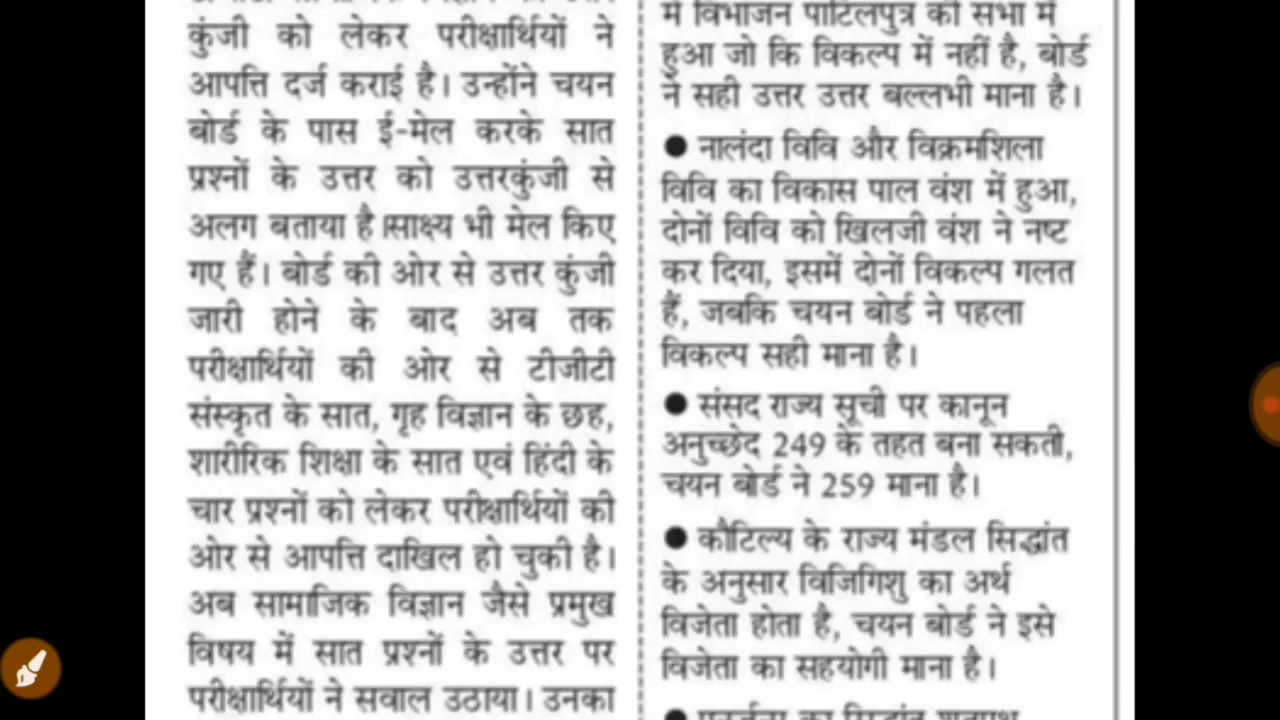 कुंजी को लेकर परीक्षार्थियों ने
आपत्ति दर्ज कराई है। उन्होंने चयन
बोर्ड के पास ई-मेल करके सात
प्रश्नों के उत्तर को उत्तरकुंजी से
अलग बताया है।साक्ष्य भी मेल किए
गए हैं। बोर्ड की ओर से उत्तर कुंजी
जारी होने के बाद अब तक
परीक्षार्थियों की ओर से टीजीटी
संस्कृत के सात, गृह विज्ञान के छह,
शारीरिक शिक्षा के सात एवं हिंदी के
चार प्रश्नों को लेकर परीक्षार्थियों की
ओर से आपत्ति दाखिल हो चुकी है।
अब सामाजिक विज्ञान जैसे प्रमुख
विषय में सात प्रश्नों के उत्तर पर
परीक्षार्थियों ने सवाल उठाया। उनका
में विभाजन पाटिलपुत्र की सभा में
हुआ जो कि विकल्प में नहीं है, बोर्ड
ने सही उत्तर उत्तर बल्लभी माना है।
● नालंदा विवि और विक्रमशिला
विवि का विकास पाल वंश में हुआ,
दोनों विवि को खिलजी वंश ने नष्ट
कर दिया, इसमें दोनों विकल्प गलत
हैं, जबकि चयन बोर्ड ने पहला
विकल्प सही माना है।
● संसद राज्य सूची पर कानून
अनुच्छेद 249 के तहत बना सकती,
चयन बोर्ड ने 259 माना है।
● कौटिल्य के राज्य मंडल सिद्धांत
के अनुसार विजिगिशु का अर्थ
विजेता होता है, चयन बोर्ड ने इसे
विजेता का सहयोगी माना है।